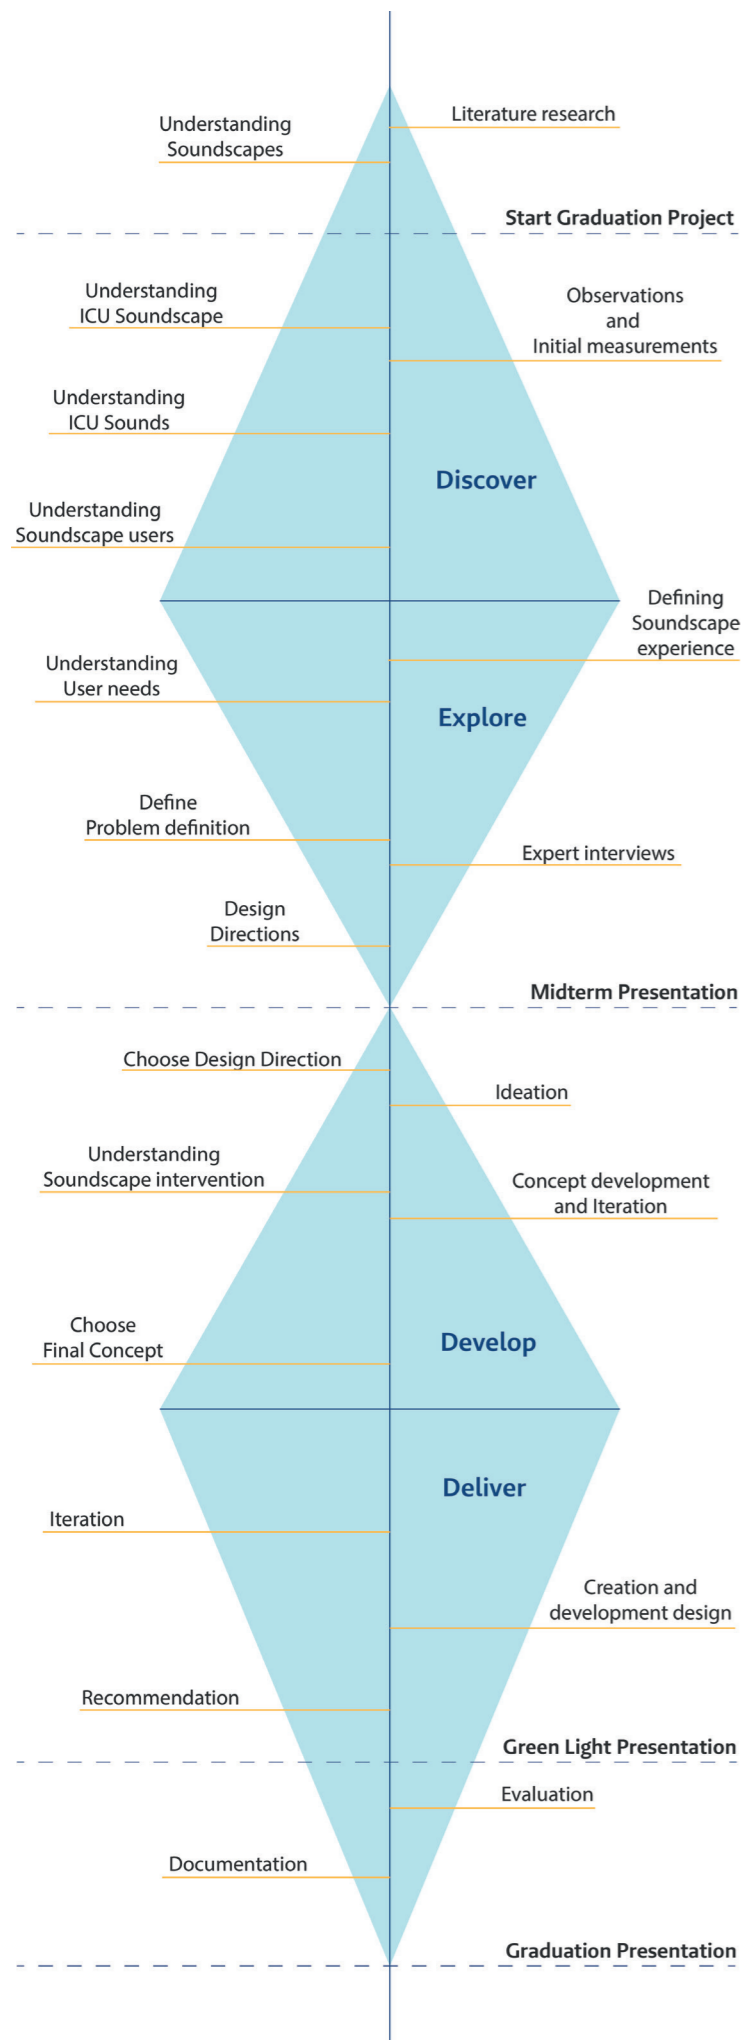 Literature research
Understanding
Soundscapes
Start Graduation Project
Understanding
ICU Soundscape
Observations
and
Initial measurements
Understanding
ICU Sounds
Discover
Understanding
Soundscape users
Defining
Soundscape
experience
Understanding
User needs
Explore
Define
Problem definition
Expert interviews
Design
Directions
Midterm Presentation
Choose Design Direction
Ideation
Understanding
Soundscape intervention
Concept development
and Iteration
Choose
Final Concept
Develop
Deliver
Iteration
Creation and
development design
Recommendation
Green Light Presentation
Evaluation
Documentation
Graduation Presentation